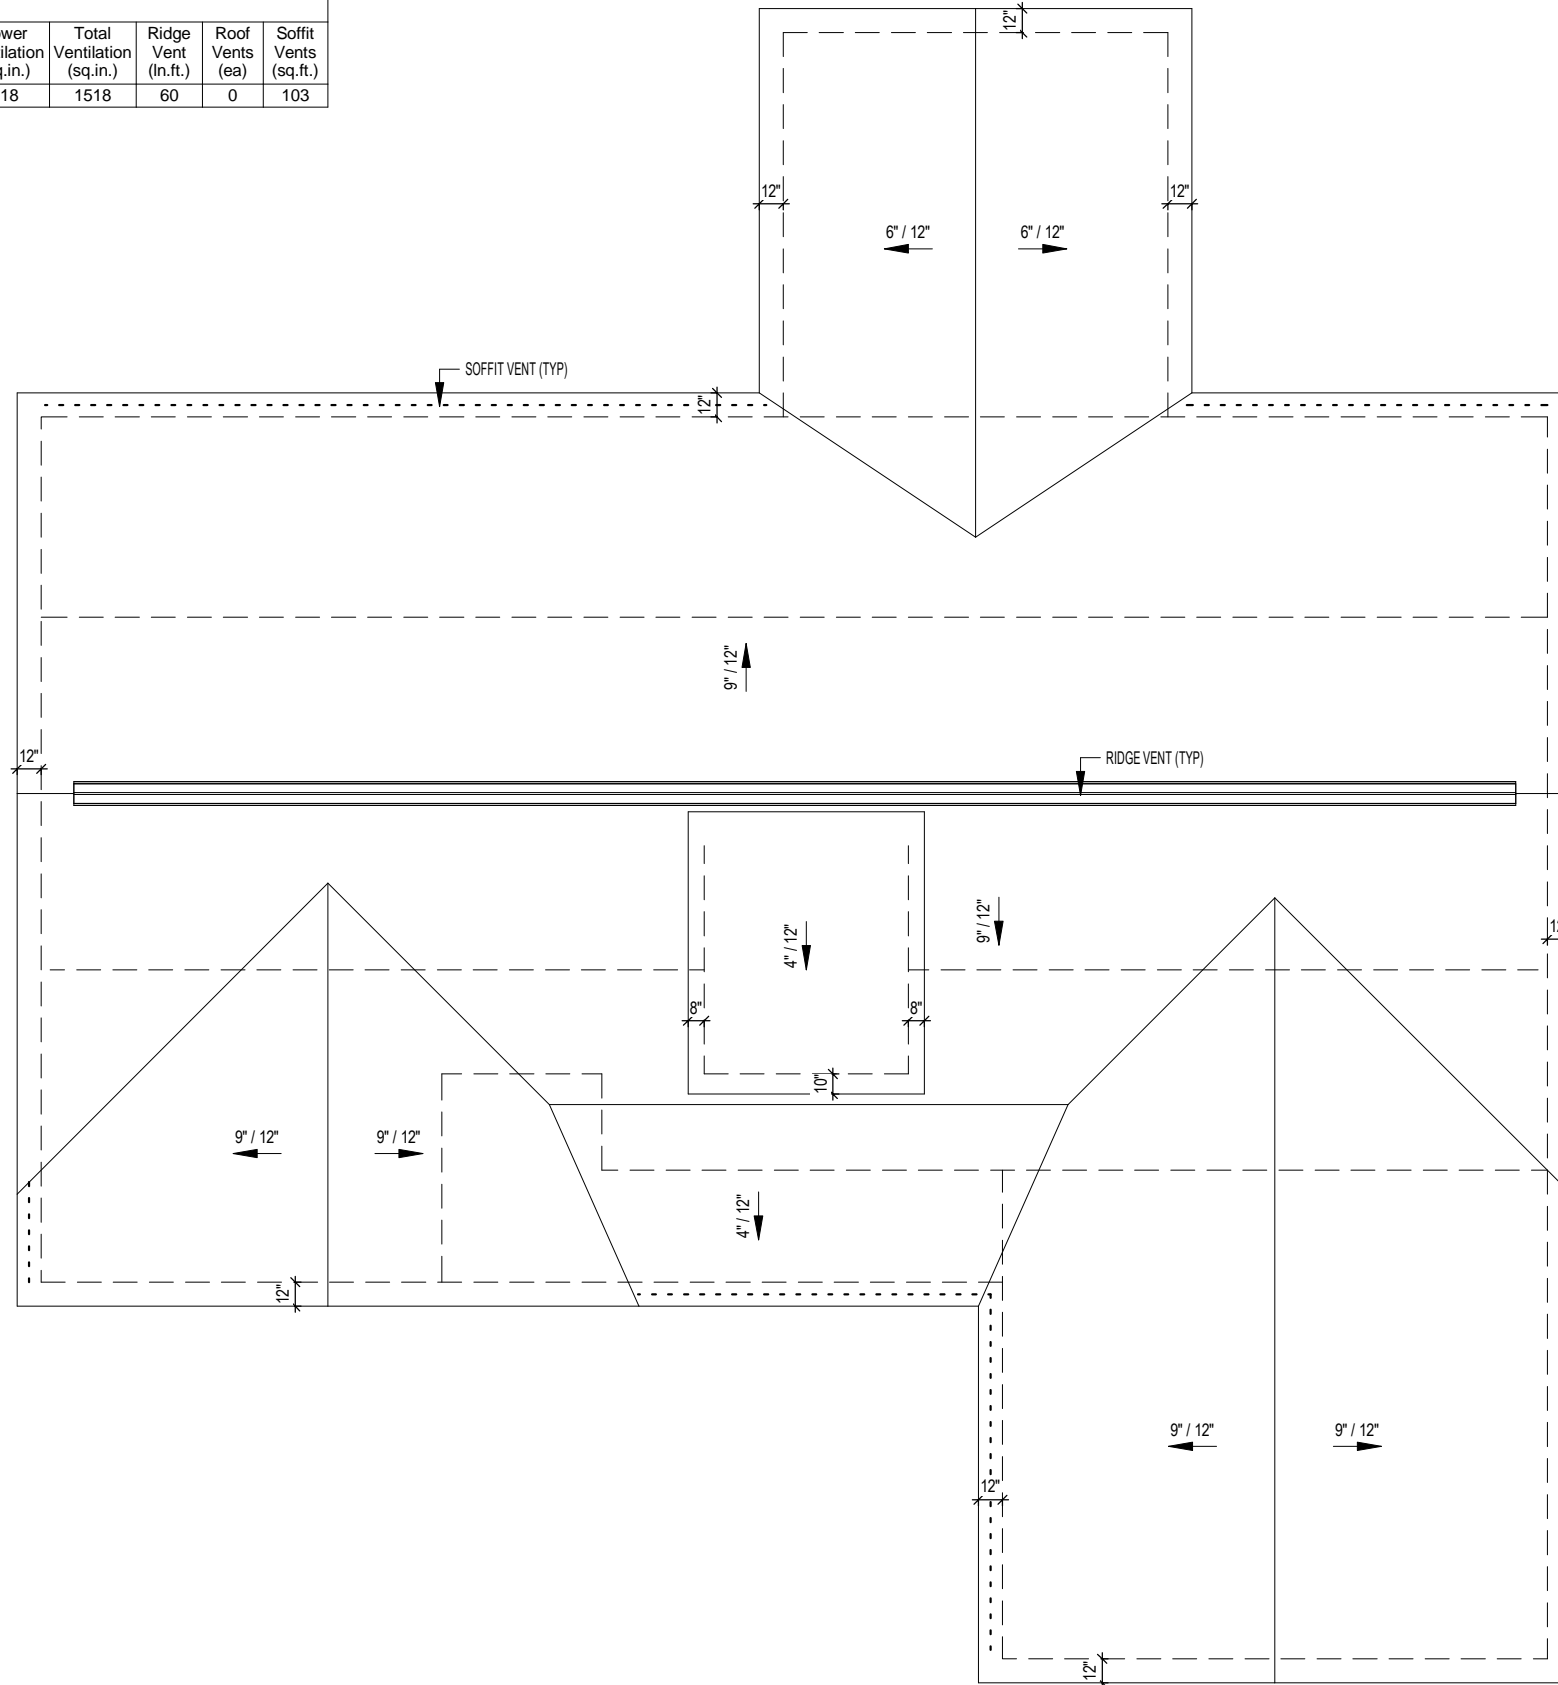 Total Ridge Roof Soffit
Ventilation Vent Vents Vents
(sq.in.) (ln.ft.) (ea) (sq.ft.)
18 1518 60 0 103
12"
12" 12"
6" / 12" 6" / 12"
SOFFIT VENT (TYP)
12"
9" / 12"
12"
RIDGE VENT (TYP)
4" / 12"
9" / 12"
8" 8"
10"
9" / 12" 9" / 12"
4" / 12"
12"
9" / 12" 9" / 12"
12"
12"